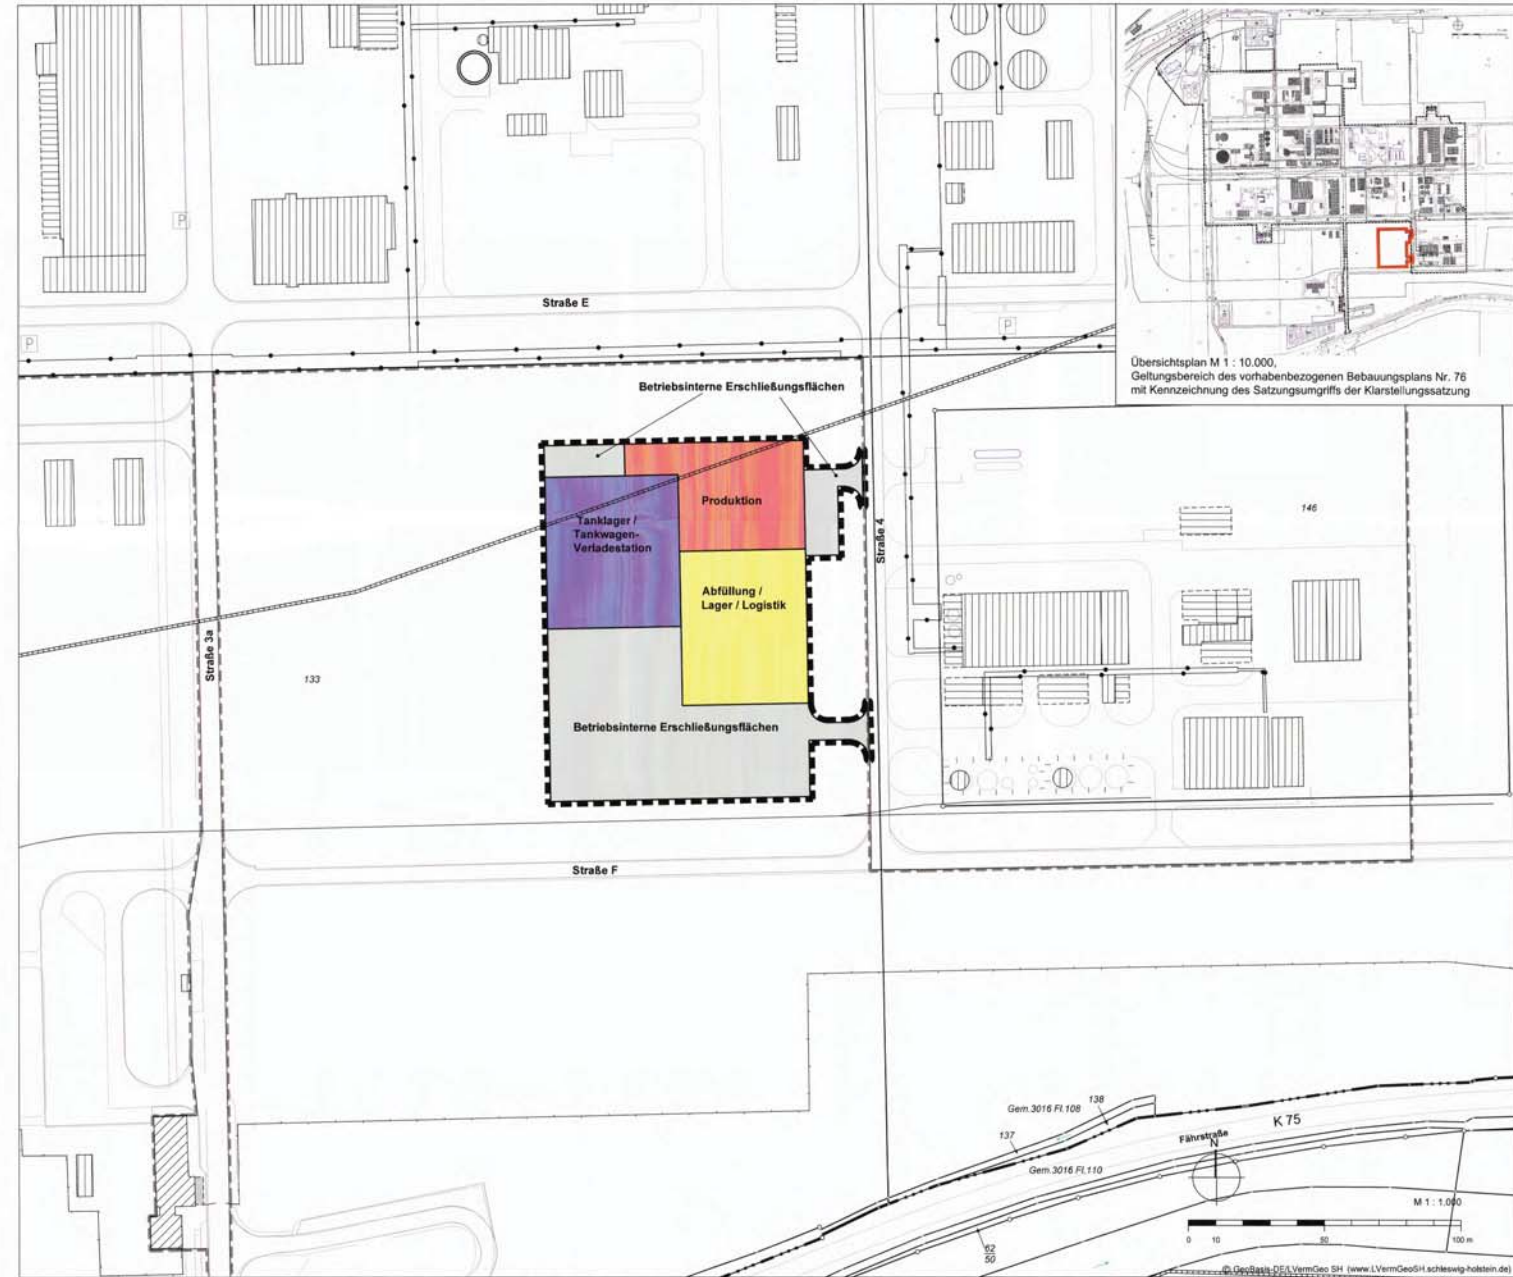 P
Straße E
P
P
Übersichtsplan M 1 : 10.000,
Geltungsbereich des vorhabenbezogenen Bebauungsplans Nr. 76
mit Kennzeichnung des Satzungsumgriffs der Klarstellungssatzung
Betriebsinterne Erschließungsflächen
Produktion
146
Tanklager /
Tankwagen-
Verladestation
Straße 4
Abfüllung /
Lager / Logistik
Straße 3a
133
Betriebsinterne Erschließungsflächen
Straße F
Gem.3016 Fl.108
138
137
K 75
Fährstraße
N
Gem.3016 Fl.110
M 1 : 1.000
0 10 50 100 m
62
50
© GeoBasis-DE/LVermGeo SH (www.LVermGeoSH.schleswig-holstein.de)